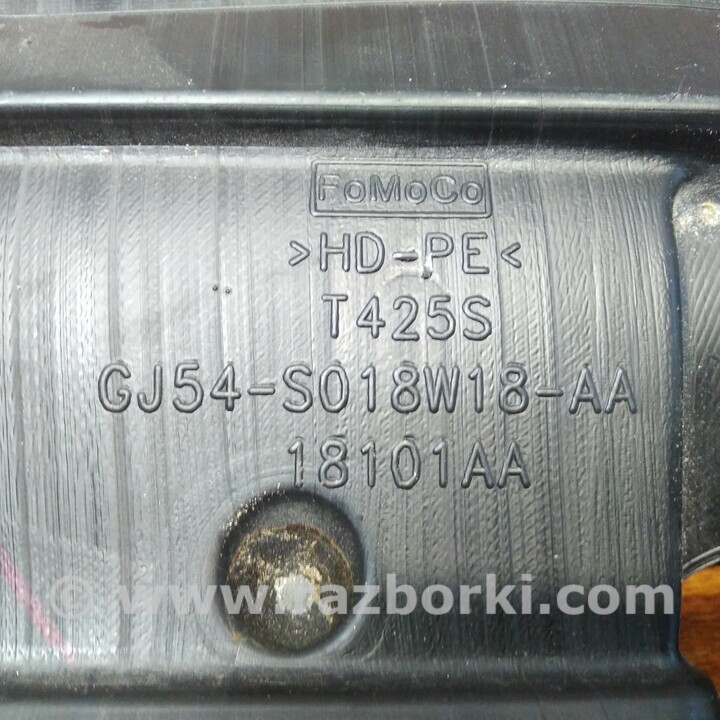 FoMoCo
>HD-PE<
T425S
GJ54-S018W18-AA
18101AA
© www.razborki.com